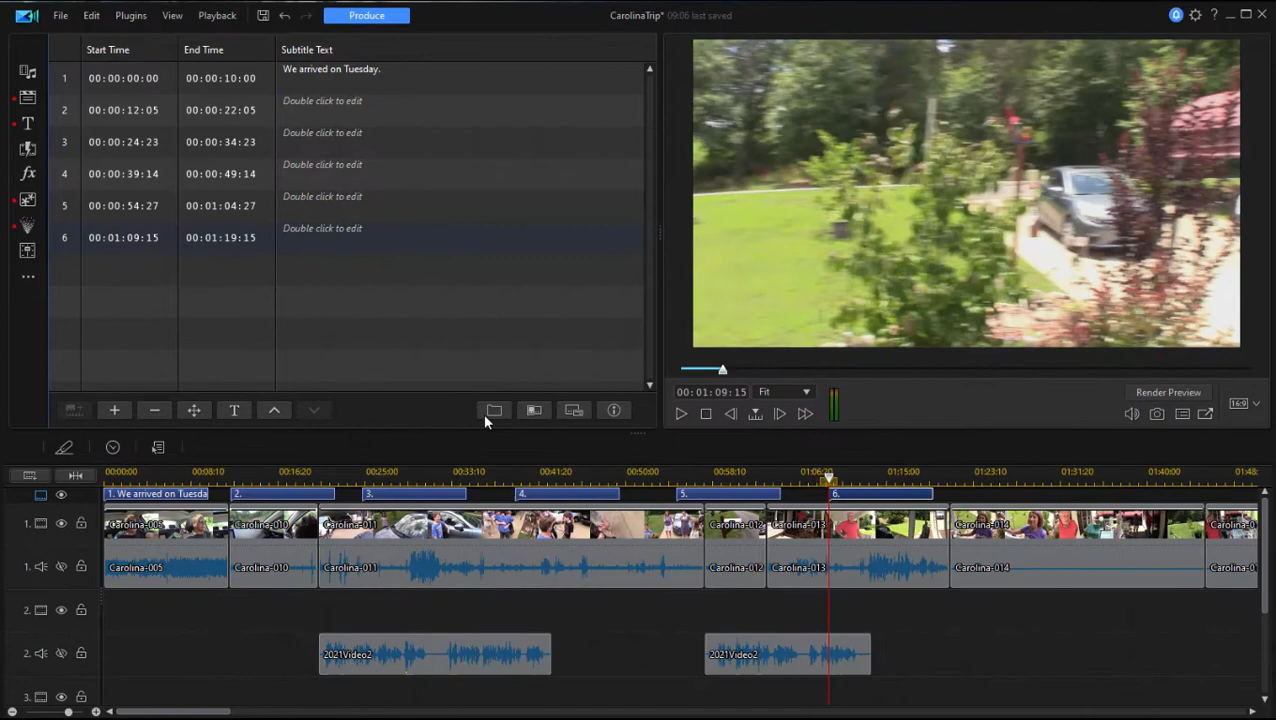 File Edit Plugins View Playback Produce CarolinaTrip* 09:06 last saved
Start Time End Time Subtitle Text
1 00:00:00:00 00:00:10:00 We arrived on Tuesday.
2 00:00:12:05 00:00:22:05 Double click to edit
3 00:00:24:23 00:00:34:23 Double click to edit
4 00:00:39:14 00:00:49:14 Double click to edit
5 00:00:54:27 00:01:04:27 Double click to edit
6 00:01:09:15 00:01:19:15 Double click to edit
00:01:09:15 Fit Render Preview
16:9
00:00:00 00:08:10 00:16:20 00:25:00 00:33:10 00:41:20 00:50:00 00:58:10 01:06:20 01:15:00 01:23:10 01:31:20 01:40:00 01:48:
1. We arrived on Tuesda 2. 3. 4. 5. 6.
1. Carolina-005 Carolina-010 Carolina-011 Carolina-012 Carolina-013 Carolina-014 Carolina-0
1. Carolina-005 Carolina-010 Carolina-011 Carolina-012 Carolina-013 Carolina-014 Carolina-01
2.
2. 2021Video2 2021Video2
3.